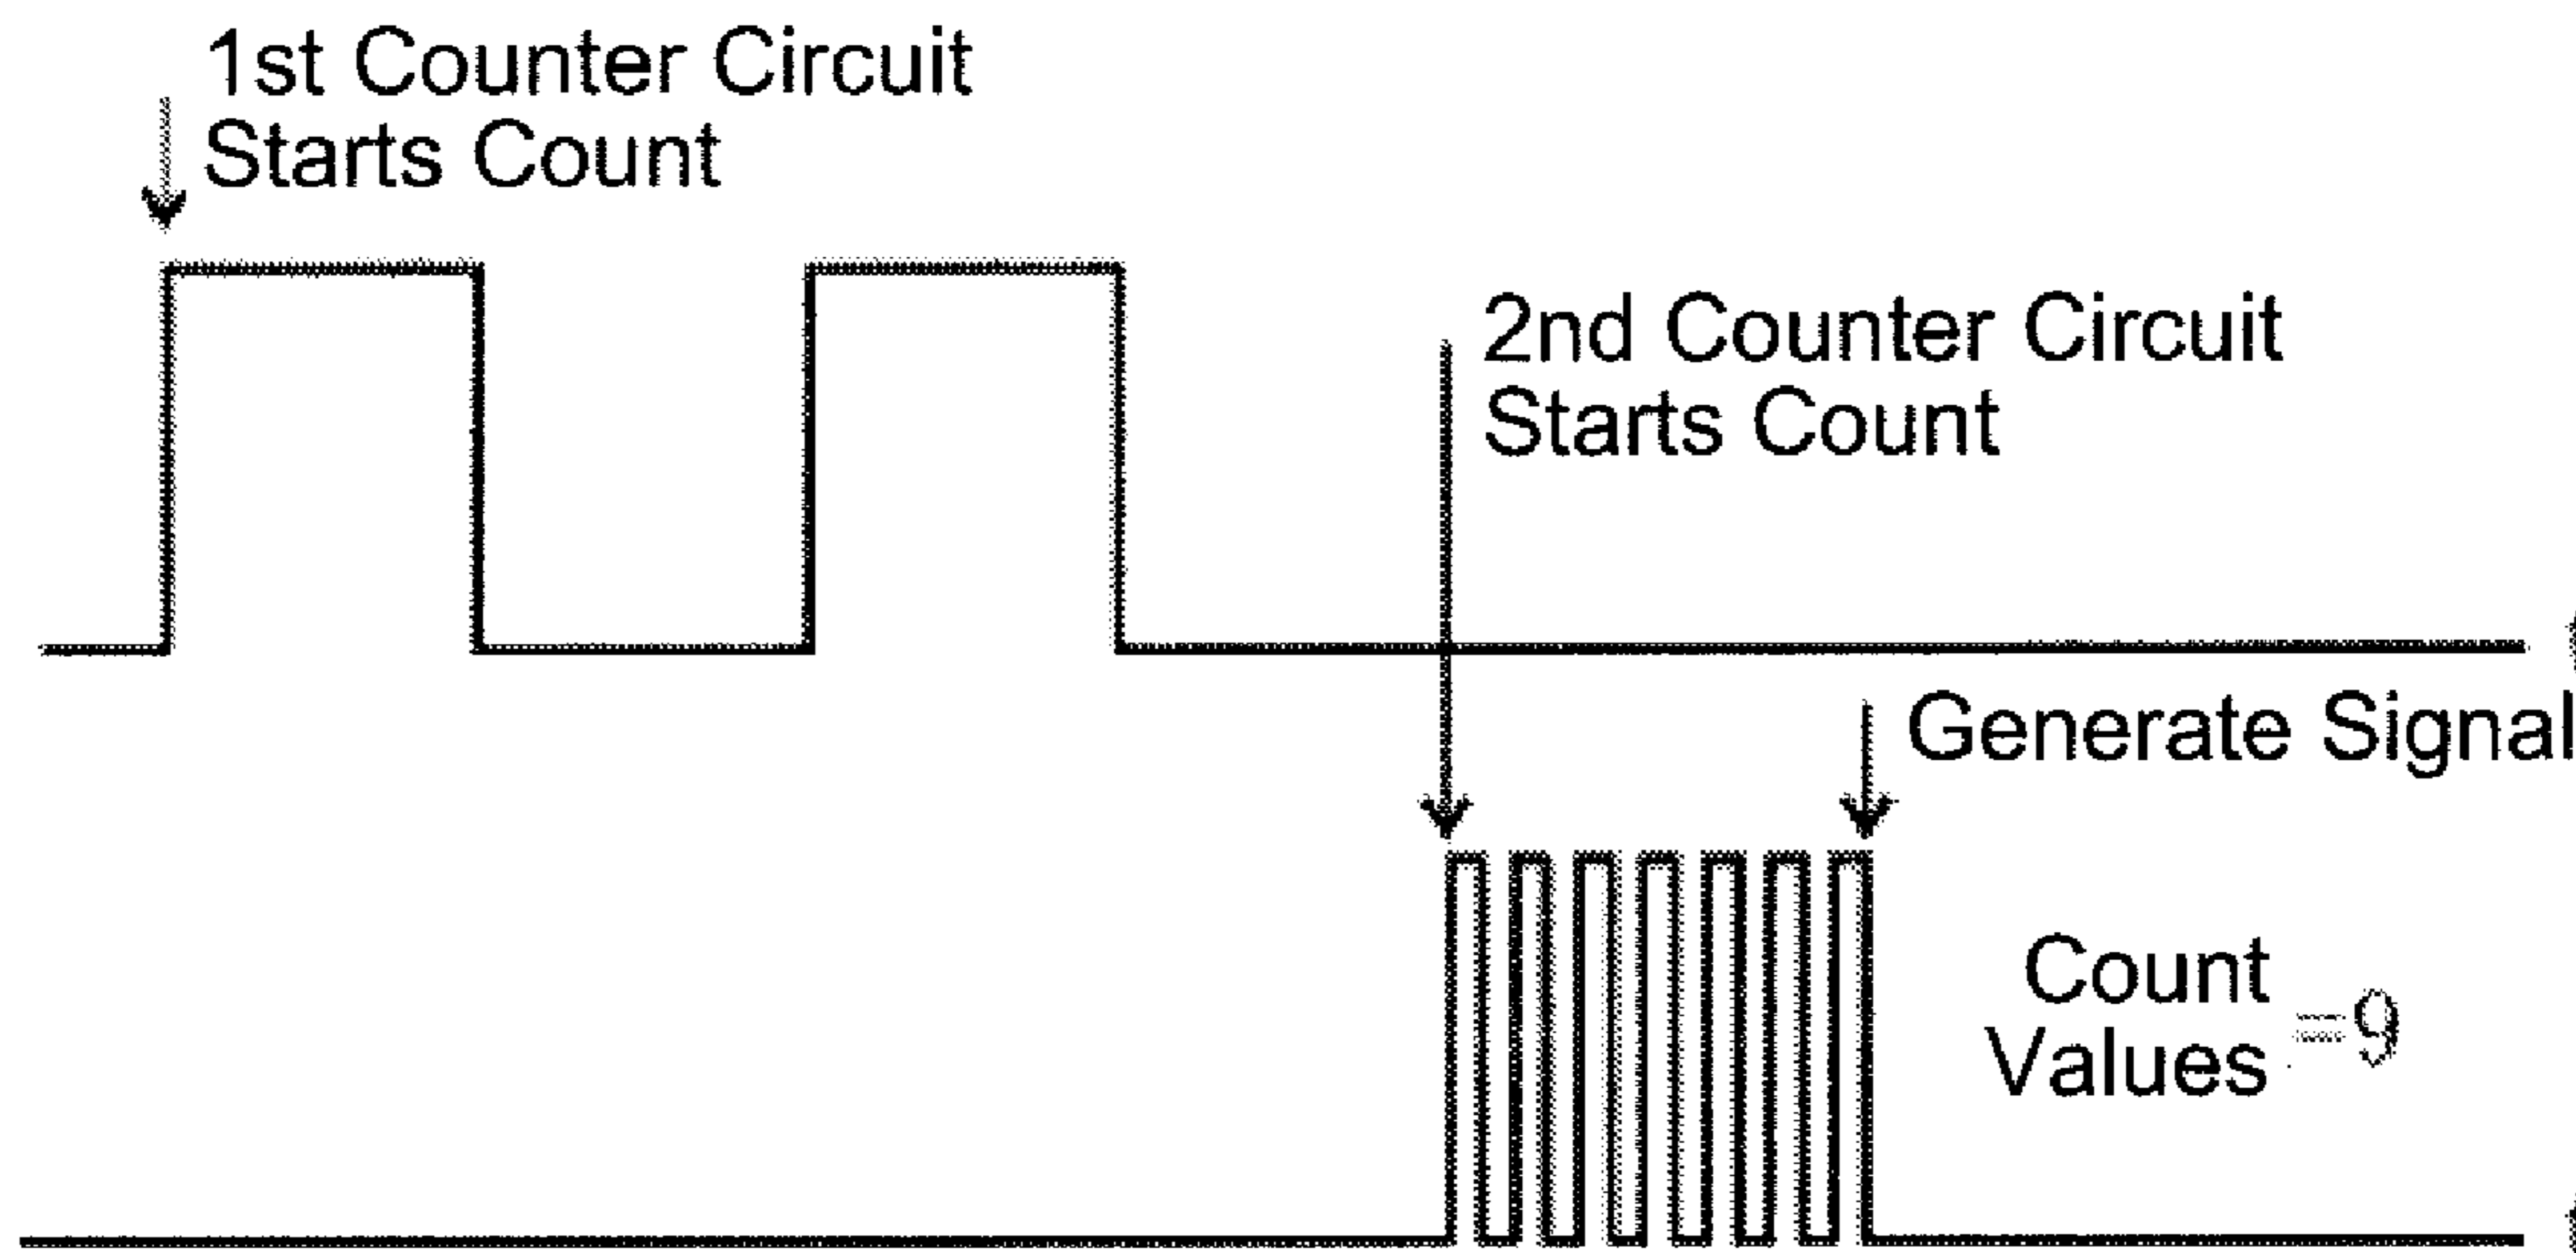 1st Counter Circuit
Starts Count
2nd Counter Circuit
Starts Count
Generate Signal
Count
Values =9